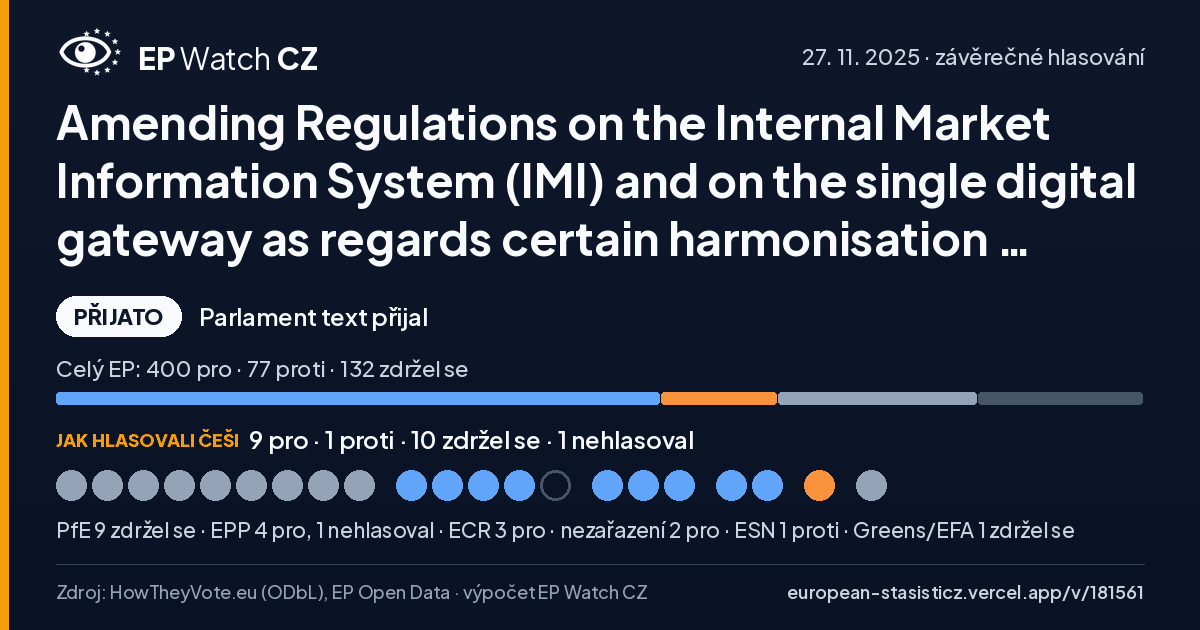 EP Watch CZ
27. 11. 2025 · závěrečné hlasování
Amending Regulations on the Internal Market
Information System (IMI) and on the single digital
gateway as regards certain harmonisation …
PŘIJATO Parlament text přijal
Celý EP: 400 pro · 77 proti · 132 zdržel se
JAK HLASOVALI ČEŠI 9 pro · 1 proti · 10 zdržel se · 1 nehlasoval
PfE 9 zdržel se · EPP 4 pro, 1 nehlasoval · ECR 3 pro · nezařazení 2 pro · ESN 1 proti · Greens/EFA 1 zdržel se
Zdroj: HowTheyVote.eu (ODbL), EP Open Data · výpočet EP Watch CZ
european-stasisticz.vercel.app/v/181561